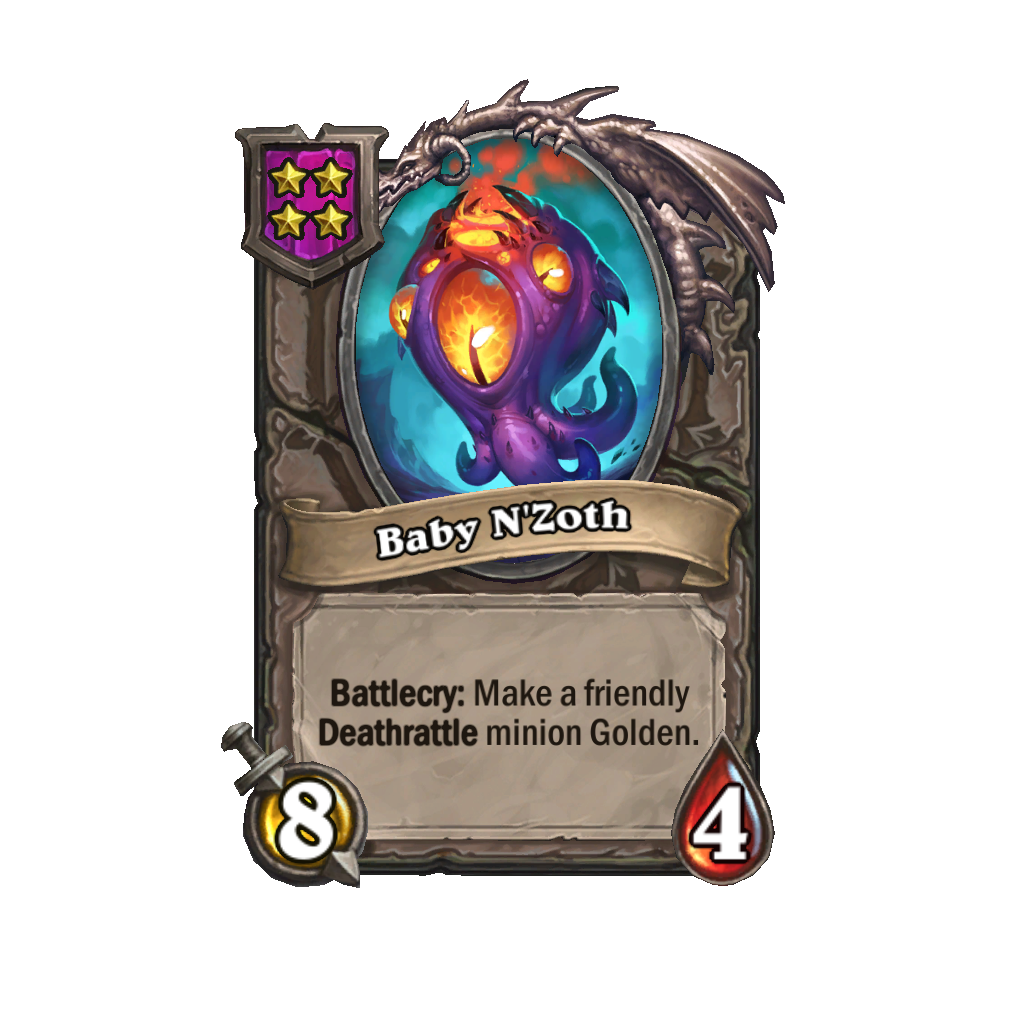 Baby N'Zoth
Battlecry: Make a friendly
Deathrattle minion Golden.
8
4